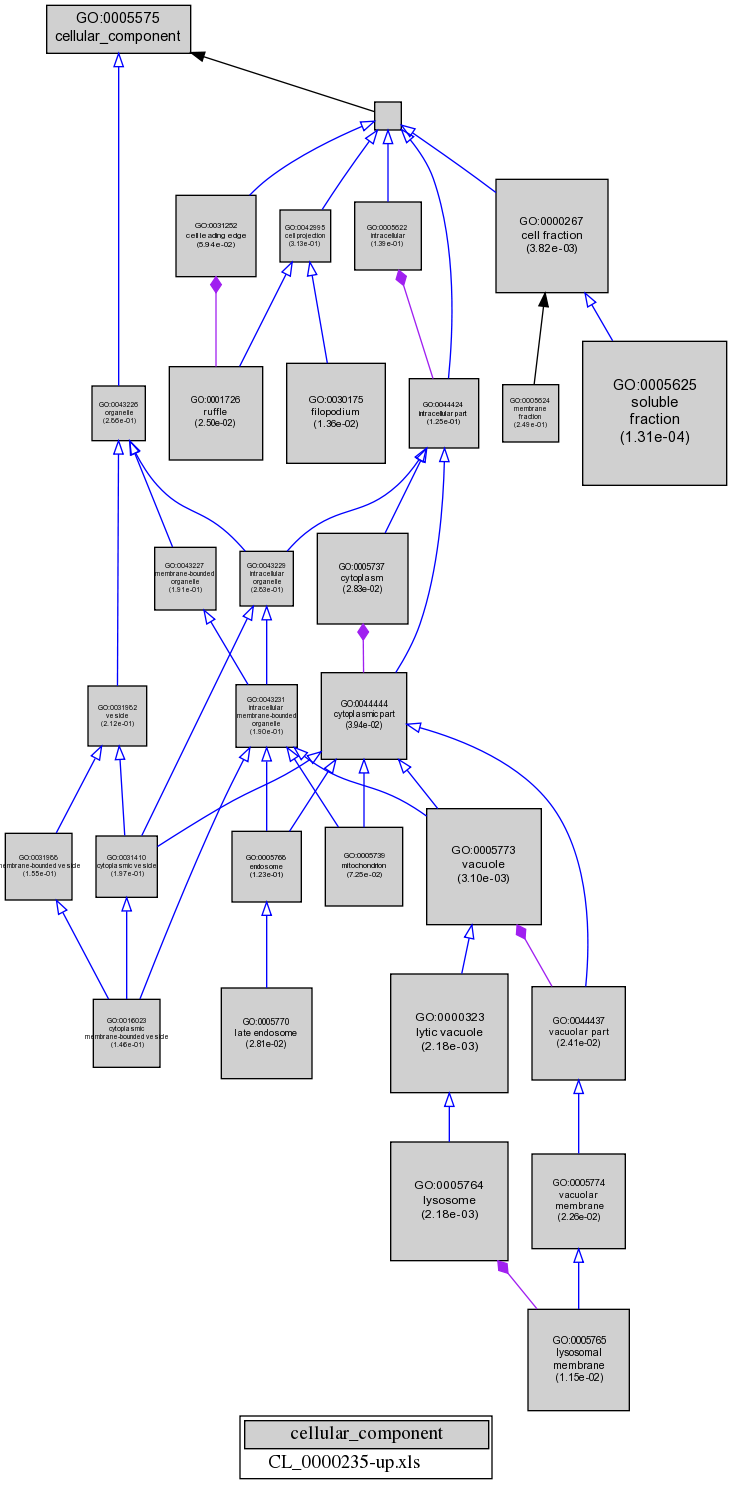 GO:0005575
cellular_component
GO:0031252
cell leading edge
(5.94e-02)
GO:0042995
cell projection
(3.13e-01)
GO:0005622
intracellular
(1.39e-01)
GO:0000267
cell fraction
(3.82e-03)
GO:0001726
ruffle
(2.50e-02)
GO:0030175
filopodium
(1.36e-02)
GO:0044424
intracellular part
(1.25e-01)
GO:0005624
membrane
fraction
(2.49e-01)
GO:0005625
soluble
fraction
(1.31e-04)
GO:0043226
organelle
(2.66e-01)
GO:0043227
membrane-bounded
organelle
(1.91e-01)
GO:0043229
intracellular
organelle
(2.63e-01)
GO:0005737
cytoplasm
(2.83e-02)
GO:0031982
vesicle
(2.12e-01)
GO:0043231
intracellular
membrane-bounded
organelle
(1.90e-01)
GO:0044444
cytoplasmic part
(3.94e-02)
GO:0031988
membrane-bounded vesicle
(1.55e-01)
GO:0031410
cytoplasmic vesicle
(1.97e-01)
GO:0005768
endosome
(1.23e-01)
GO:0005739
mitochondrion
(7.25e-02)
GO:0005773
vacuole
(3.10e-03)
GO:0016023
cytoplasmic
membrane-bounded vesicle
(1.46e-01)
GO:0005770
late endosome
(2.81e-02)
GO:0000323
lytic vacuole
(2.18e-03)
GO:0044437
vacuolar part
(2.41e-02)
GO:0005764
lysosome
(2.18e-03)
GO:0005774
vacuolar
membrane
(2.26e-02)
GO:0005765
lysosomal
membrane
(1.15e-02)
cellular_component
CL_0000235-up.xls